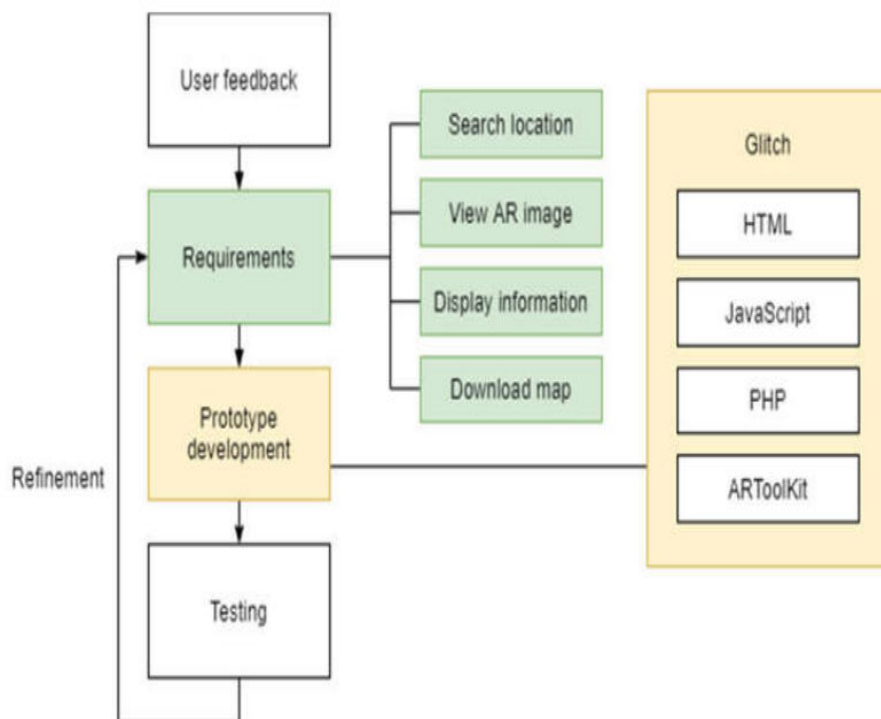 User feedback
Requirements
Prototype
development
Testing
Refinement
Search location
View AR image
Display information
Download map
Glitch
HTML
JavaScript
PHP
ARToolKit